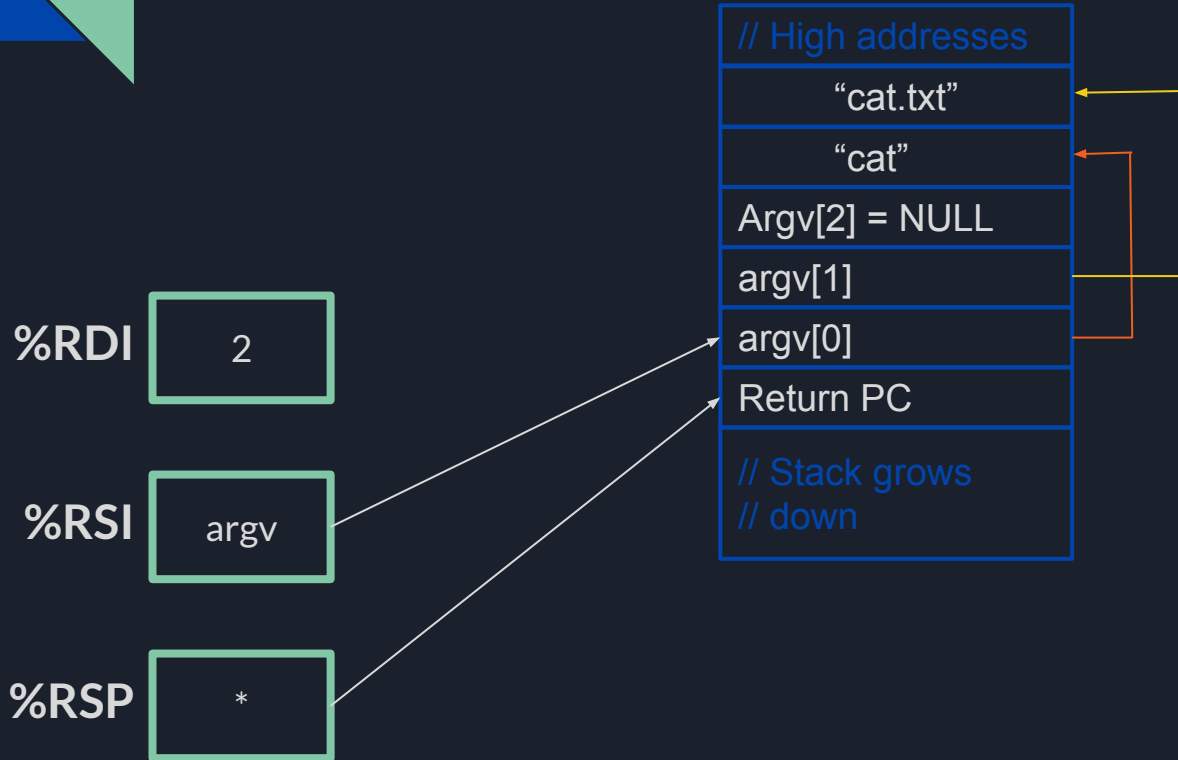 // High addresses
“cat.txt”
“cat”
Argv[2] = NULL
argv[1]
argv[0]
Return PC
// Stack grows
// down
%RDI
2
%RSI
argv
%RSP
*